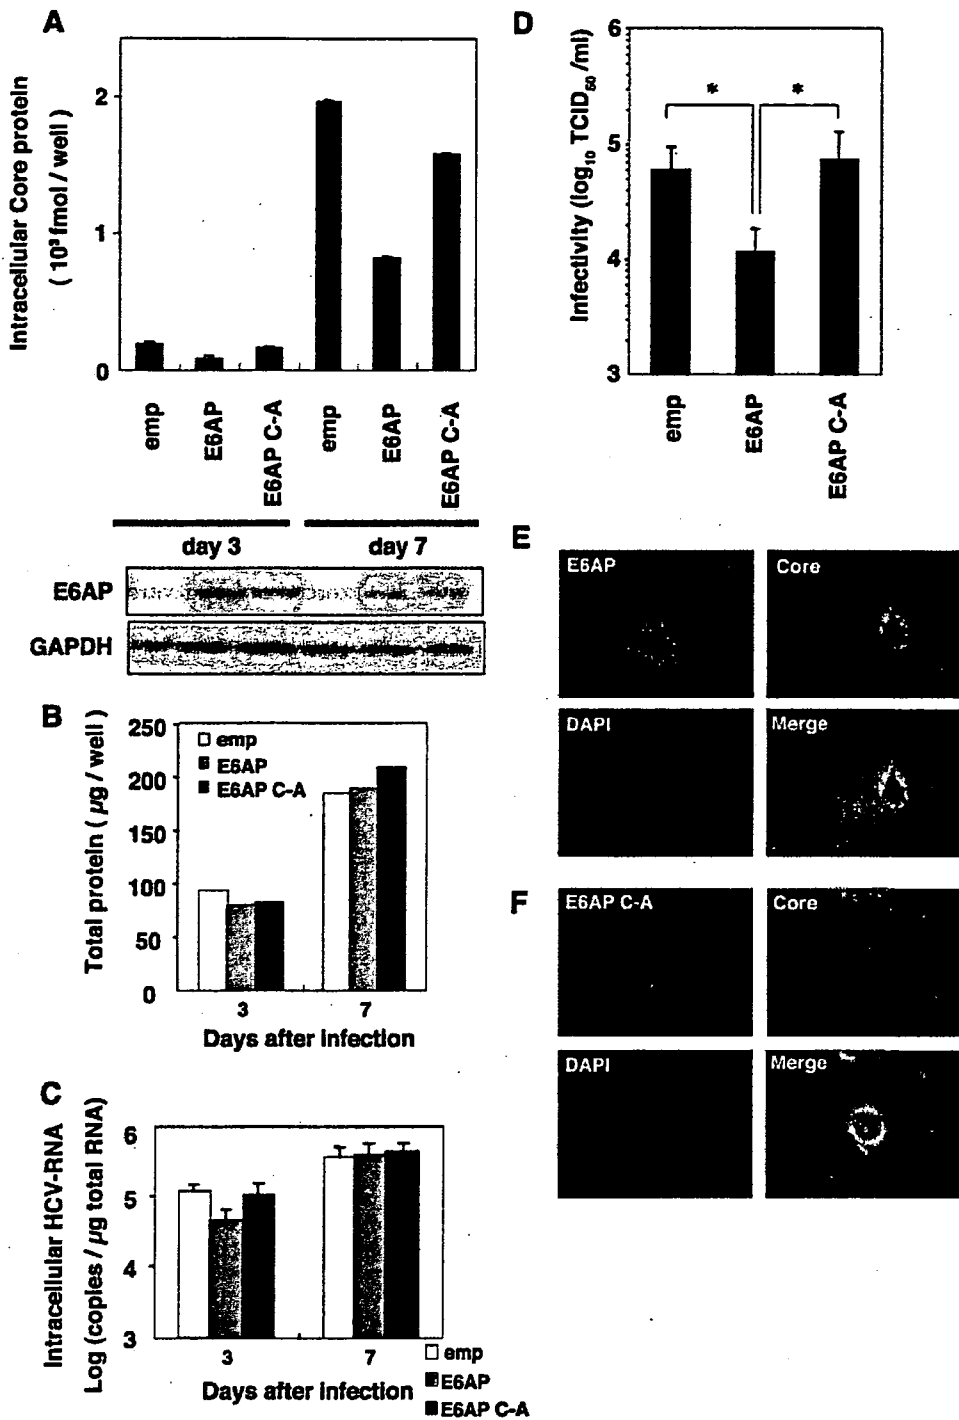 A
Intracellular Core protein
( 10³ fmol / well )
2
1
0
emp
E6AP
E6AP C-A
emp
E6AP
E6AP C-A
day 3
day 7
E6AP
GAPDH
B
Total protein ( µg / well )
250
200
150
100
50
0
emp
E6AP
E6AP C-A
3
7
Days after infection
C
Intracellular HCV-RNA
Log (copies / µg total RNA)
6
5
4
3
3
7
Days after infection
emp
E6AP
E6AP C-A
D
Infectivity (log₁₀ TCID₅₀ /ml)
6
5
4
3
*
*
emp
E6AP
E6AP C-A
E
E6AP
Core
DAPI
Merge
F
E6AP C-A
Core
DAPI
Merge